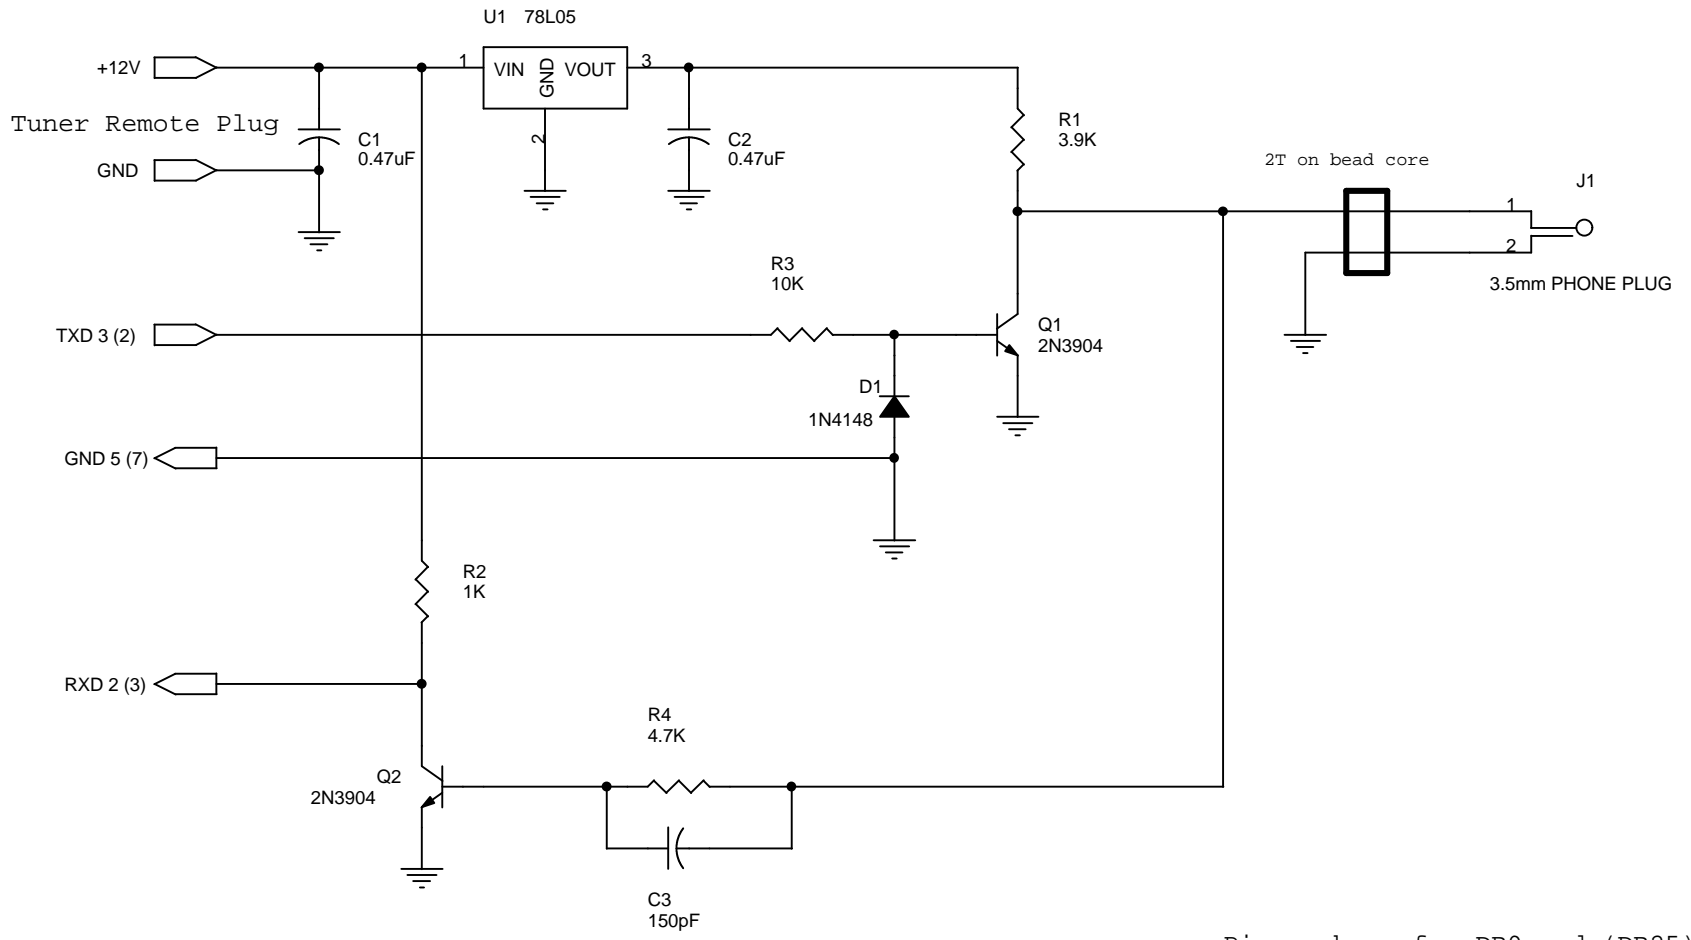 U1 78L05
+12V
1
VIN
GND
VOUT
3
2
Tuner Remote Plug
C1
0.47uF
GND
C2
0.47uF
R1
3.9K
2T on bead core
J1
1
2
3.5mm PHONE PLUG
R3
10K
TXD 3 (2)
Q1
2N3904
D1
1N4148
GND 5 (7)
R2
1K
RXD 2 (3)
R4
4.7K
Q2
2N3904
C3
150pF